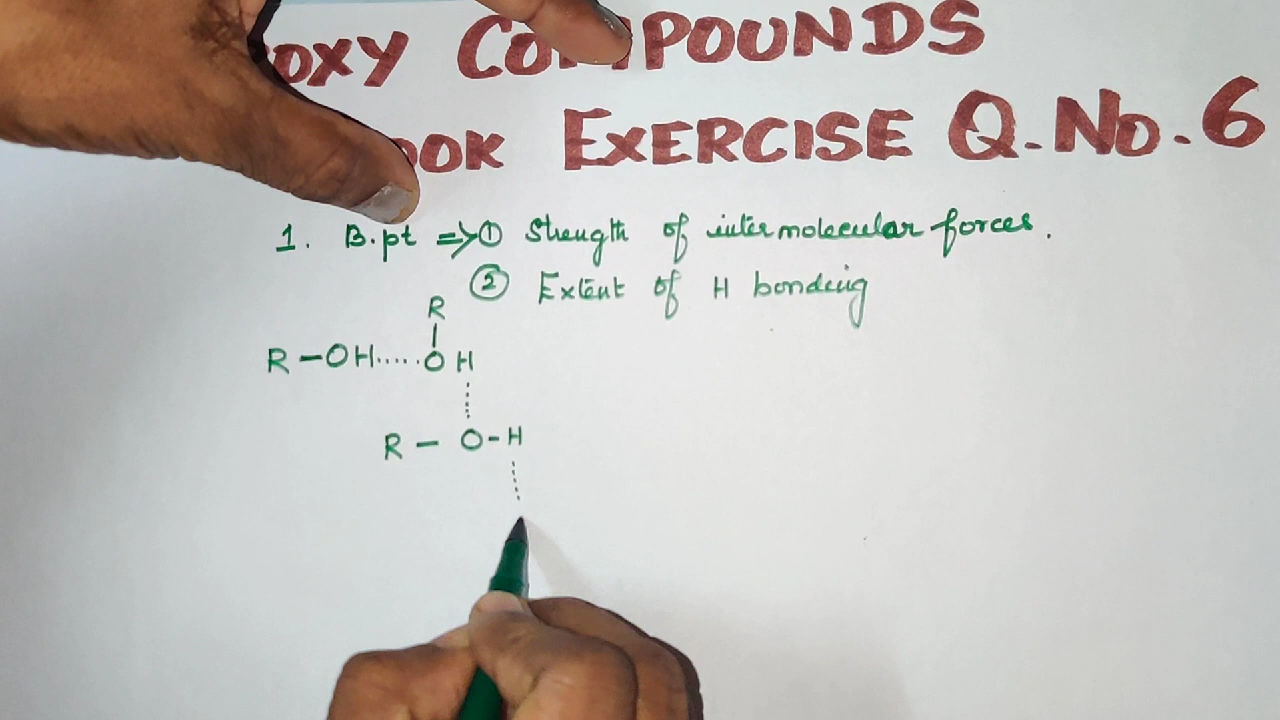 OXY COMPOUNDS
OOK EXERCISE Q. No. 6
1. B.pt => ① Strength of intermolecular forces.
② Extent of H bonding
R
R - OH.....OH
R - O-H